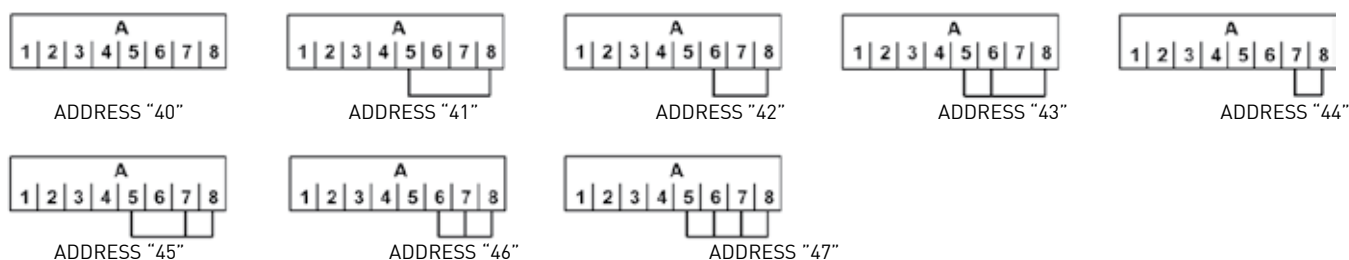 A A A A A
1 2 3 4 5 6 7 8 1 2 3 4 5 6 7 8 1 2 3 4 5 6 7 8 1 2 3 4 5 6 7 8 1 2 3 4 5 6 7 8
ADDRESS “40” ADDRESS “41” ADDRESS ”42” ADDRESS “43” ADDRESS “44”
A A A
1 2 3 4 5 6 7 8 1 2 3 4 5 6 7 8 1 2 3 4 5 6 7 8
ADDRESS “45” ADDRESS “46” ADDRESS ”47”